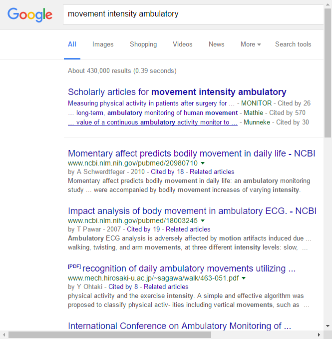 Google
movement intensity ambulatory
All Images Shopping Videos News More Search tools
About 430,000 results (0.39 seconds)
Scholarly articles for movement intensity ambulatory
Measuring physical activity in patients after surgery for ... - MONITOR - Cited by 26
... long-term, ambulatory monitoring of human movement - Mathie - Cited by 570
... value of a continuous ambulatory activity monitor to ... - Munneke - Cited by 30
Momentary affect predicts bodily movement in daily life - NCBI
www.ncbi.nlm.nih.gov/pubmed/20980710
by A Schwerdtfeger - 2010 - Cited by 18 - Related articles
Momentary affect predicts bodily movement in daily life: an ambulatory monitoring
study ... were accompanied by bodily movement increases of varying intensity.
Impact analysis of body movement in ambulatory ECG. - NCBI
www.ncbi.nlm.nih.gov/pubmed/18003245
by T Pawar - 2007 - Cited by 19 - Related articles
Ambulatory ECG analysis is adversely affected by motion artifacts induced due ...
walking, twisting, and arm movements, at three different intensity levels: slow,
[PDF] recognition of daily ambulatory movements utilizing ...
www.mech.hirosaki-u.ac.jp/~sagawa/walk/463-051.pdf
by Y Ohtaki - Cited by 8 - Related articles
physical activity and the exercise intensity. A simple and effective algorithm was
proposed to classify physical activ- ities including vertical movements, such as
International Conference on Ambulatory Monitoring of ...